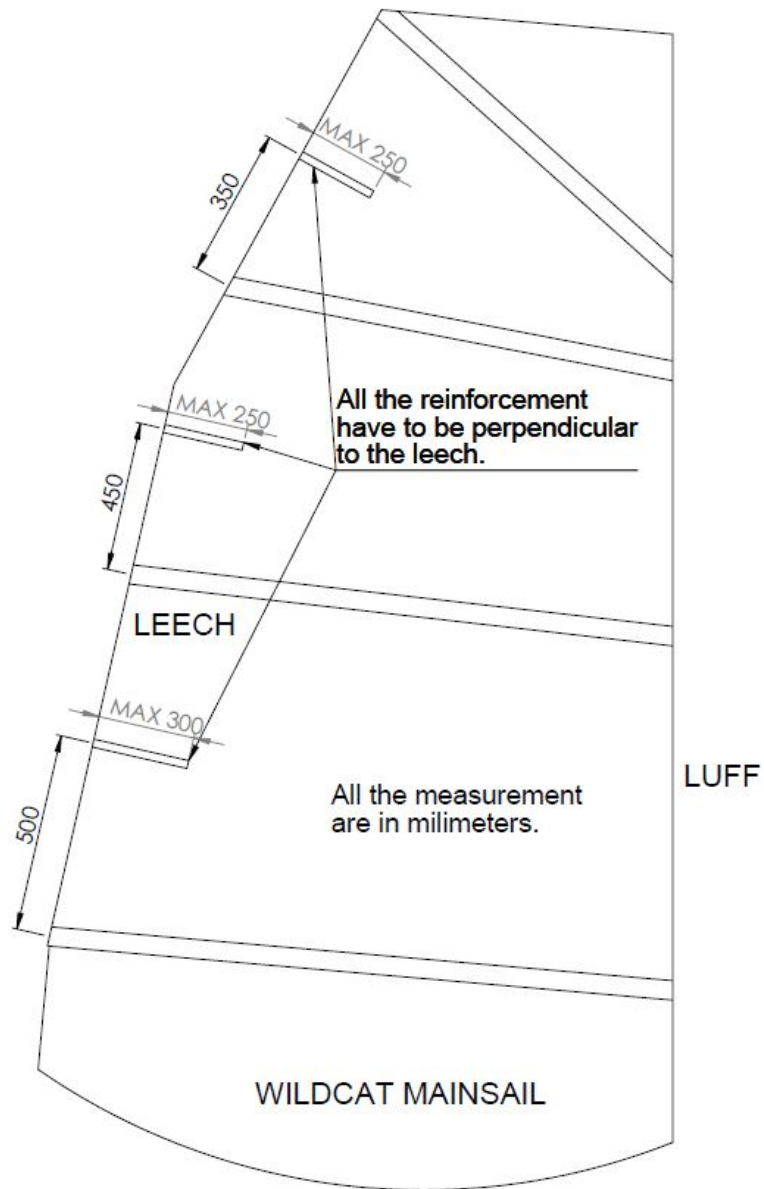 MAX 250
350
All the reinforcement
have to be perpendicular
to the leech.
MAX 250
450
LEECH
MAX 300
500
LUFF
All the measurement
are in milimeters.
WILDCAT MAINSAIL